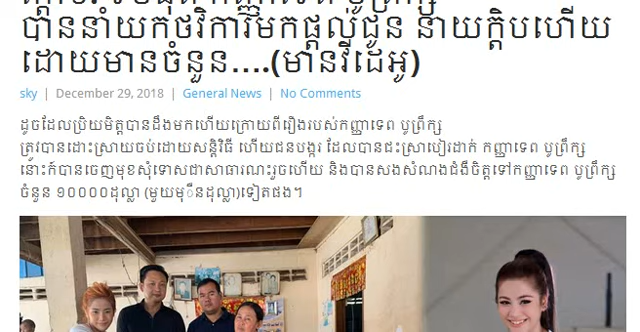 បាននាំយកថវិការមកផ្ដល់ជូន នាយក្ដិបហើយ
ដោយមានចំនួន....(មានវីដេអូ)
sky | December 29, 2018 | General News | No Comments
ដូចដែលប្រិយមិត្តបានដឹងមកហើយក្រោយពីរឿងរបស់កញ្ញាទេព បូព្រឹក្ស
ត្រូវបានដោះស្រាយចប់ដោយសន្តិវិធី ហើយជនបង្ករ ដែលបានជះស្រាបៀរដាក់ កញ្ញាទេព បូព្រឹក្ស
នោះក៍បានចេញមុខសុំទោសជាសាធារណះរួចហើយ និងបានសងសំណងជំងឺចិត្តទៅកញ្ញាទេព បូព្រឹក្ស
ចំនួន ១០០០០ដុល្លា (មួយមុឺនដុល្លា)ទៀតផង។